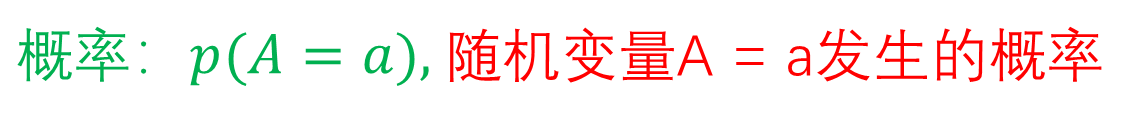 概率：p(A = a), 随机变量A = a发生的概率